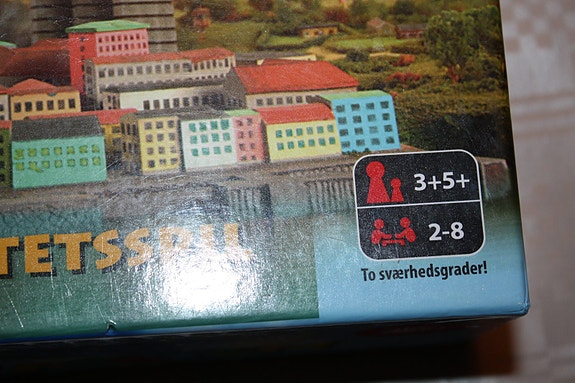 3+5+
TETSSPIL
2-8
To sværhedsgrader!